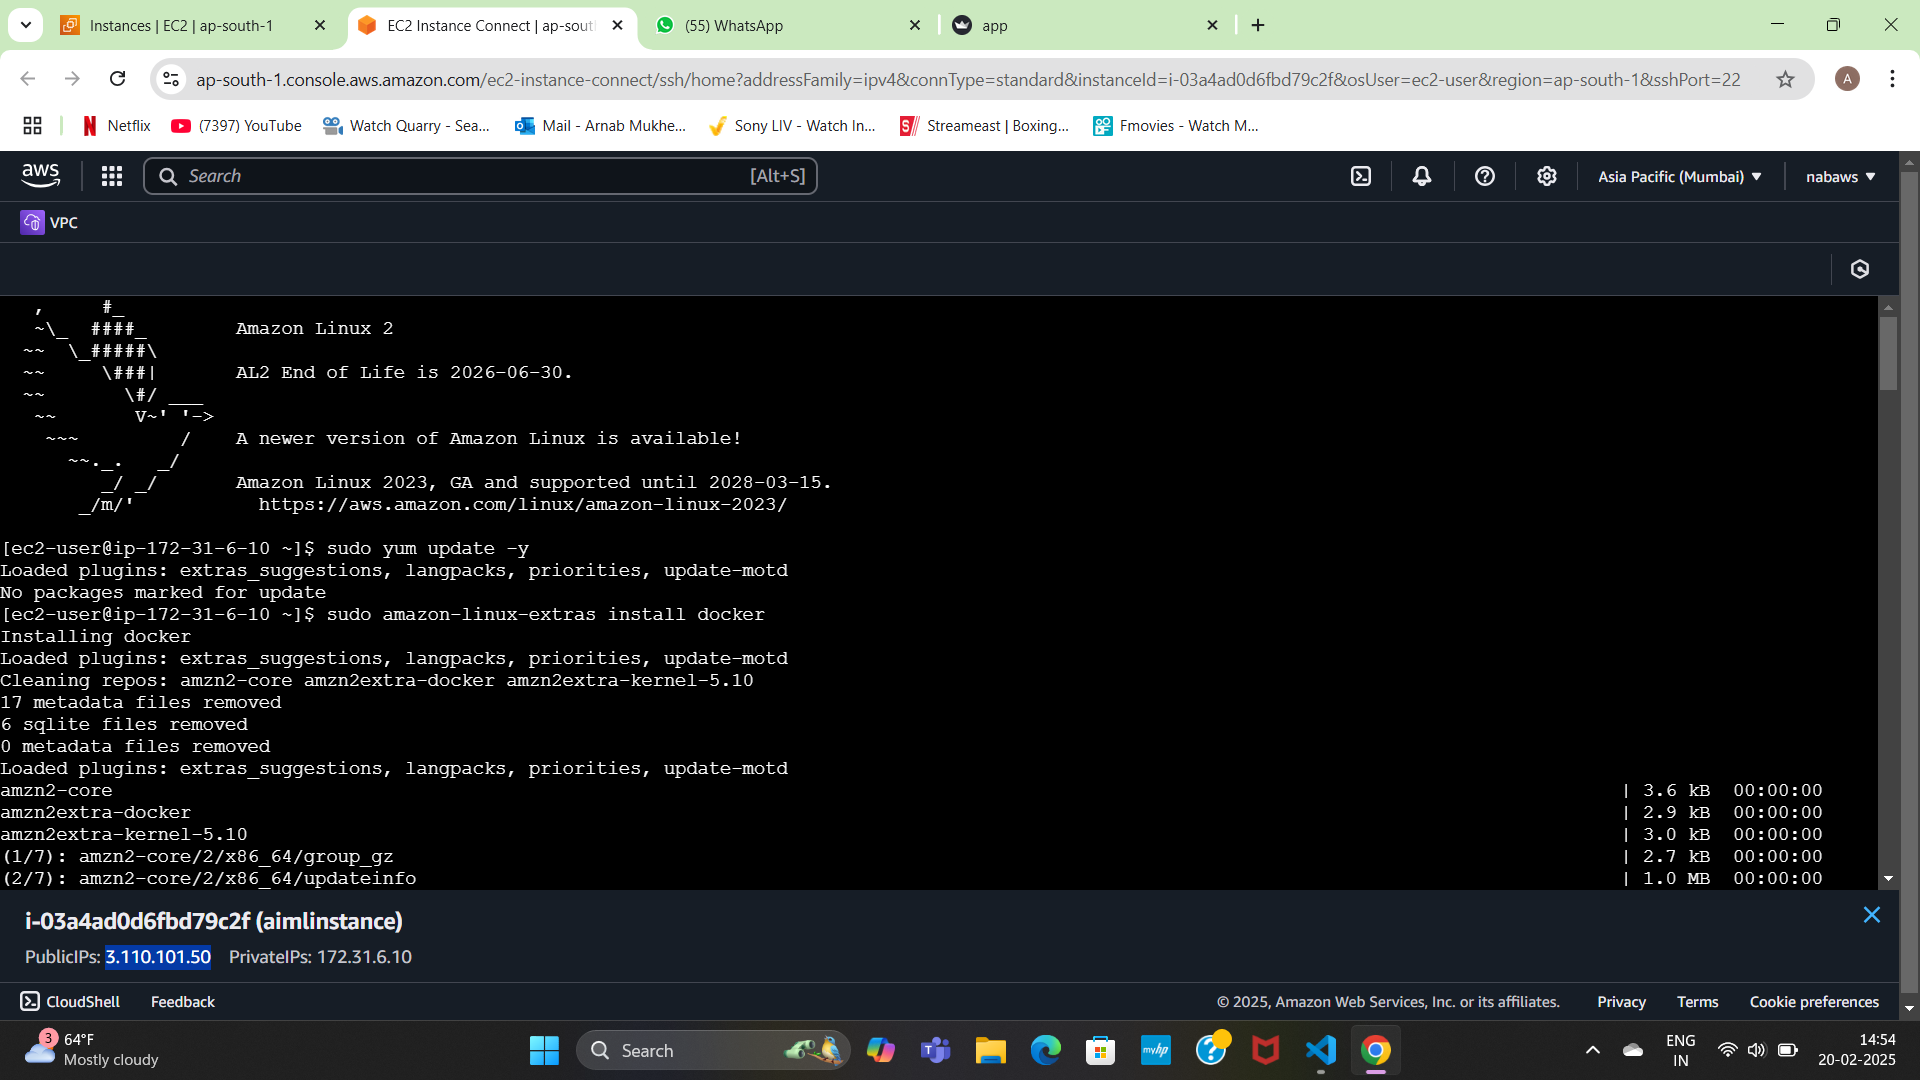 Instances | EC2 | ap-south-1
EC2 Instance Connect | ap-sout
(55) WhatsApp
app
ap-south-1.console.aws.amazon.com/ec2-instance-connect/ssh/home?addressFamily=ipv4&connType=standard&instanceId=i-03a4ad0d6fbd79c2f&osUser=ec2-user&region=ap-south-1&sshPort=22
A
Netflix
(7397) YouTube
Watch Quarry - Sea...
Mail - Arnab Mukhe...
Sony LIV - Watch In...
Streameast | Boxing...
Fmovies - Watch M...
aws
Search
[Alt+S]
Asia Pacific (Mumbai)
nabaws
VPC
,      #_
~\_  ####_        Amazon Linux 2
~~  \_#####\
~~     \###|       AL2 End of Life is 2026-06-30.
~~       \#/ ___
~~       V~' '->
~~~         /    A newer version of Amazon Linux is available!
~~._.   _/
_/ _/       Amazon Linux 2023, GA and supported until 2028-03-15.
_/m/'           https://aws.amazon.com/linux/amazon-linux-2023/
[ec2-user@ip-172-31-6-10 ~]$ sudo yum update -y
Loaded plugins: extras_suggestions, langpacks, priorities, update-motd
No packages marked for update
[ec2-user@ip-172-31-6-10 ~]$ sudo amazon-linux-extras install docker
Installing docker
Loaded plugins: extras_suggestions, langpacks, priorities, update-motd
Cleaning repos: amzn2-core amzn2extra-docker amzn2extra-kernel-5.10
17 metadata files removed
6 sqlite files removed
0 metadata files removed
Loaded plugins: extras_suggestions, langpacks, priorities, update-motd
amzn2-core | 3.6 kB  00:00:00
amzn2extra-docker | 2.9 kB  00:00:00
amzn2extra-kernel-5.10 | 3.0 kB  00:00:00
(1/7): amzn2-core/2/x86_64/group_gz | 2.7 kB  00:00:00
(2/7): amzn2-core/2/x86_64/updateinfo | 1.0 MB  00:00:00
i-03a4ad0d6fbd79c2f (aimlinstance)
PublicIPs: 3.110.101.50 PrivateIPs: 172.31.6.10
CloudShell
Feedback
© 2025, Amazon Web Services, Inc. or its affiliates.
Privacy
Terms
Cookie preferences
3
64°F
Mostly cloudy
Search
myhp
ENG
IN
14:54
20-02-2025